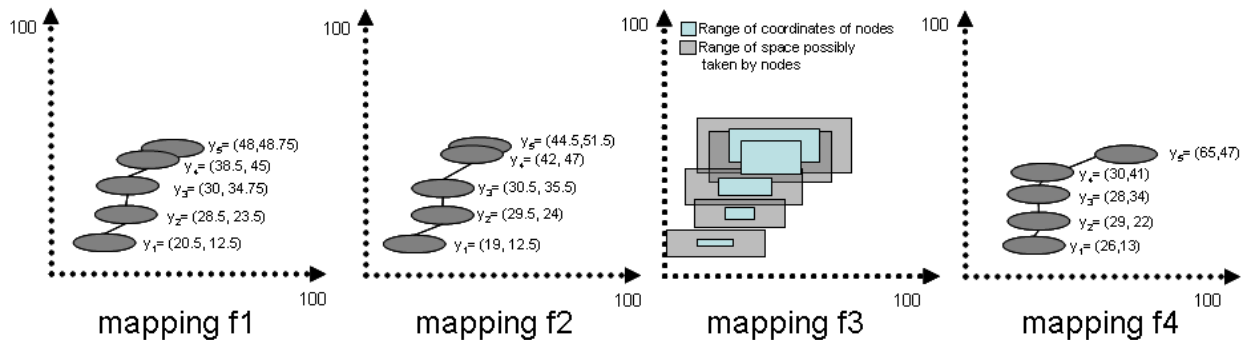 100
y₅= (48,48.75)
y₄= (38.5, 45)
y₃= (30, 34.75)
y₂= (28.5, 23.5)
y₁= (20.5, 12.5)
100
mapping f1
100
y₅= (44.5,51.5)
y₄= (42, 47)
y₃= (30.5, 35.5)
y₂= (29.5, 24)
y₁= (19, 12.5)
100
mapping f2
100
Range of coordinates of nodes
Range of space possibly
taken by nodes
100
mapping f3
100
y₅= (65,47)
y₄= (30,41)
y₃= (28,34)
y₂= (29, 22)
y₁= (26,13)
100
mapping f4